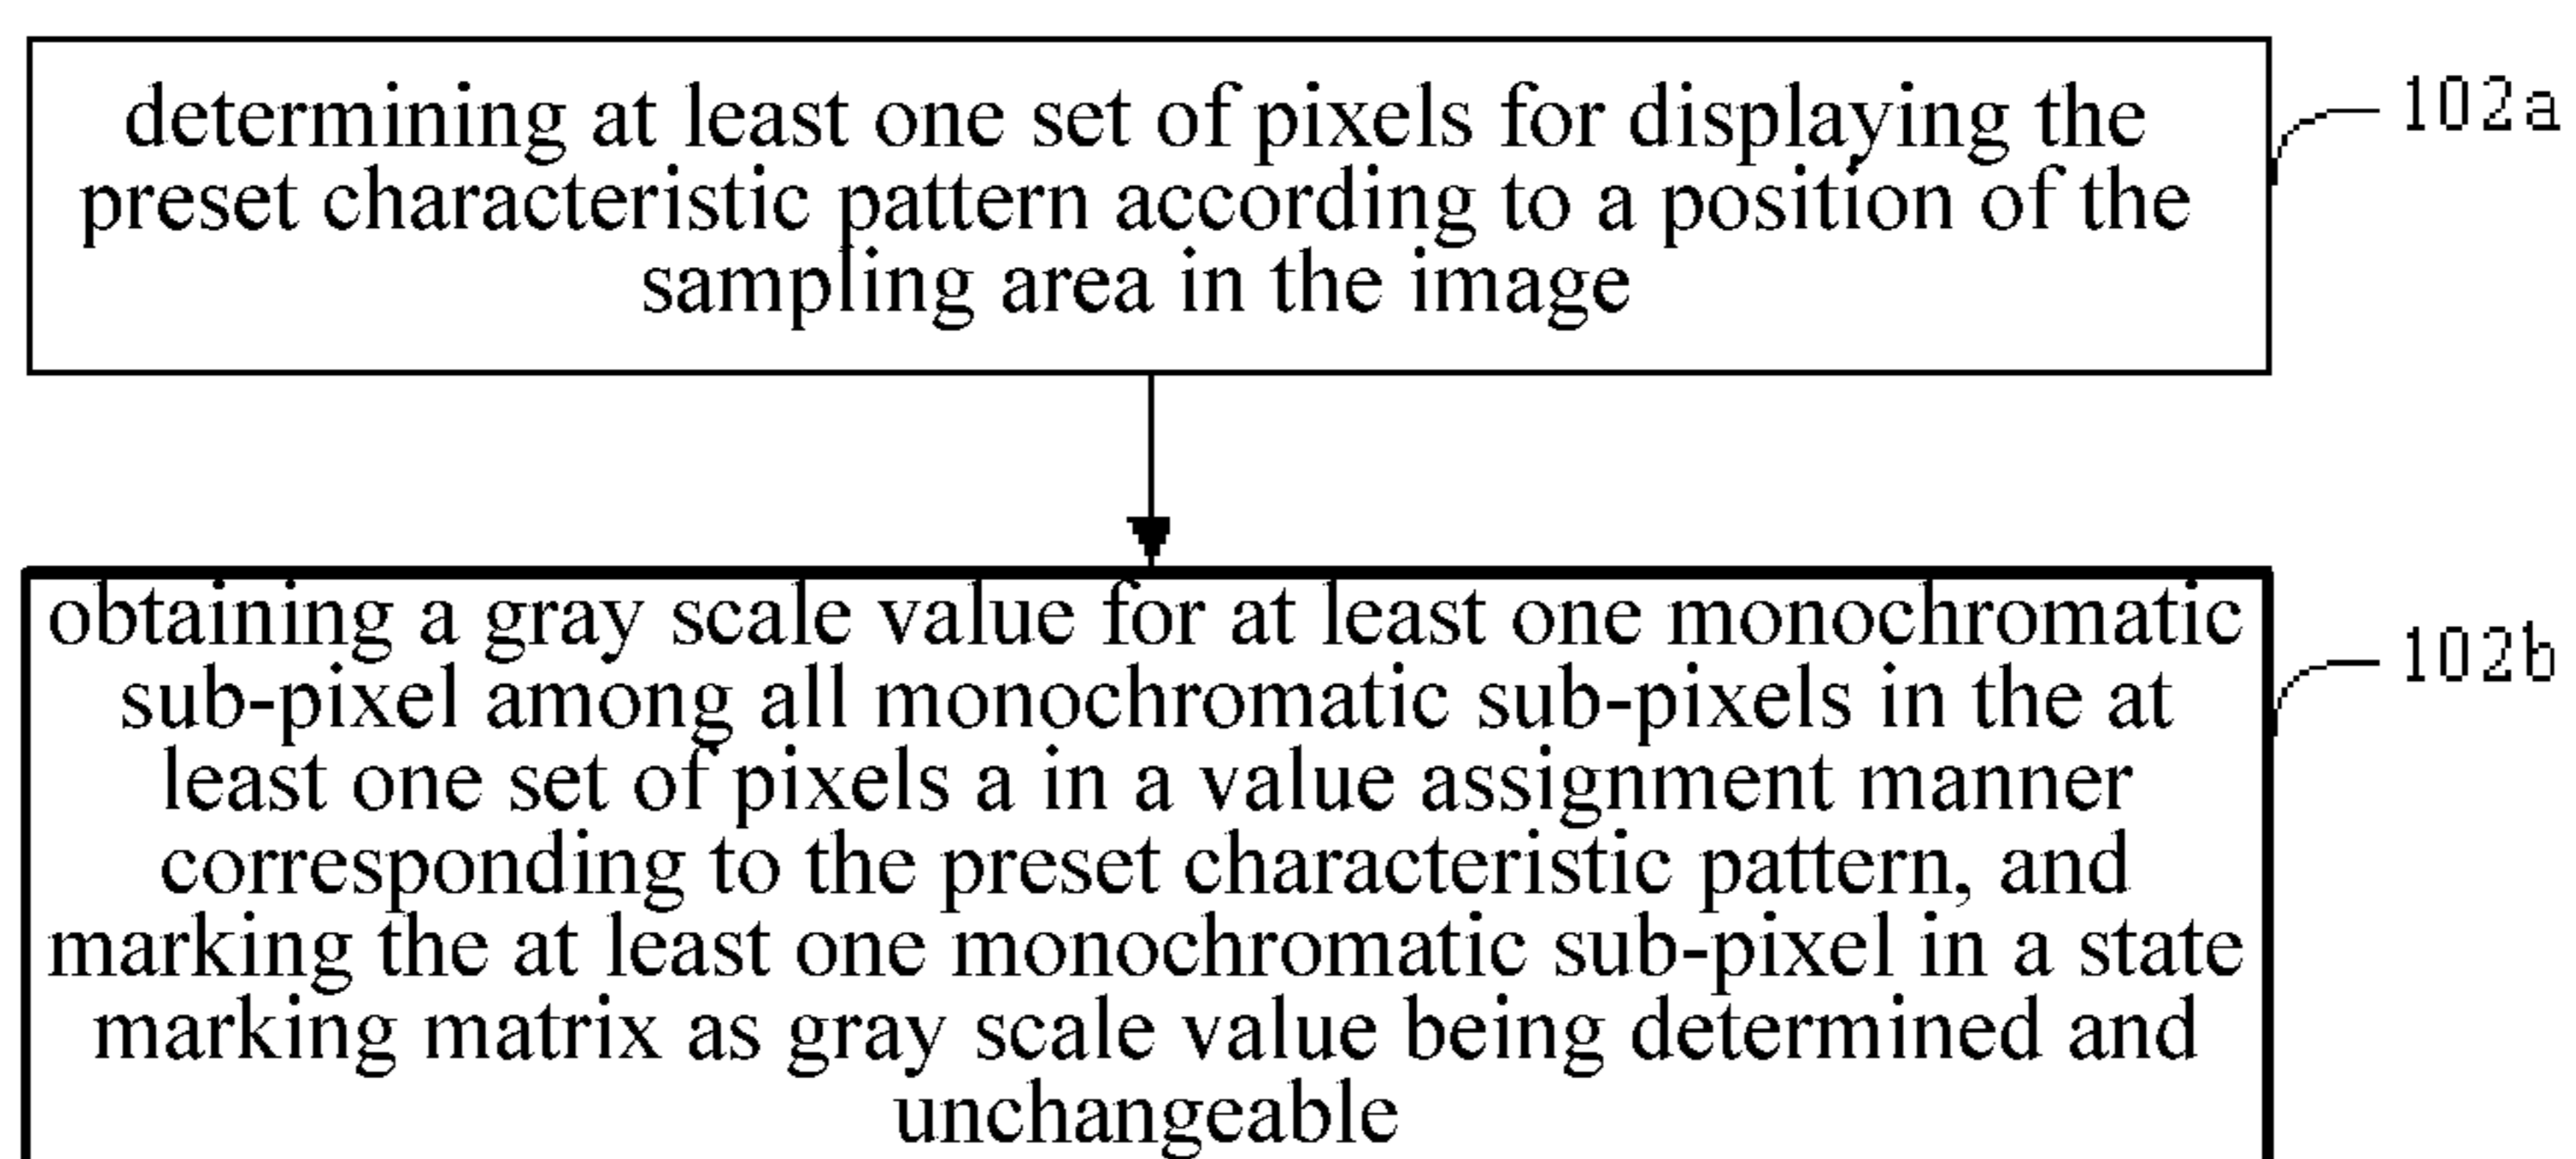 determining at least one set of pixels for displaying the
preset characteristic pattern according to a position of the
sampling area in the image
102a
obtaining a gray scale value for at least one monochromatic
sub-pixel among all monochromatic sub-pixels in the at
least one set of pixels a in a value assignment manner
corresponding to the preset characteristic pattern, and
marking the at least one monochromatic sub-pixel in a state
marking matrix as gray scale value being determined and
unchangeable
102b